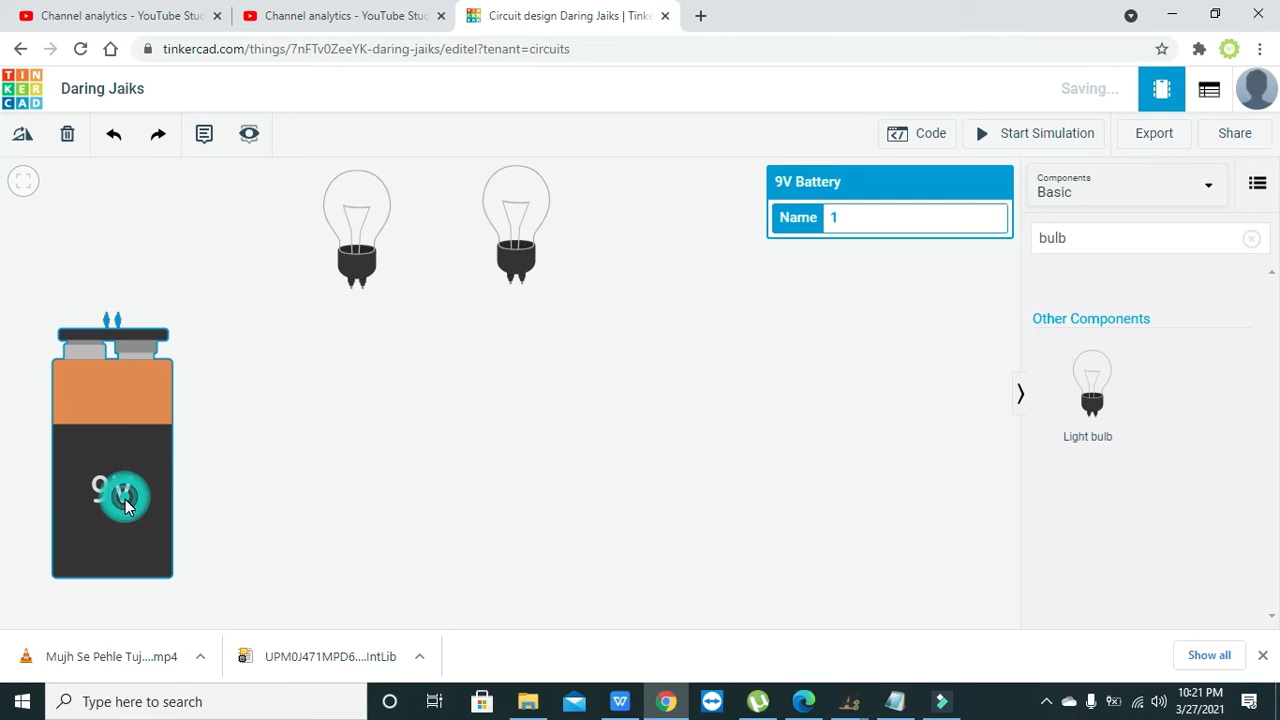 Channel analytics - YouTube Stud
Channel analytics - YouTube Stud
Circuit design Daring Jaiks | Tinke
tinkercad.com/things/7nFTv0ZeeYK-daring-jaiks/editel?tenant=circuits
TIN
KER
CAD
Daring Jaiks
Saving...
Code
Start Simulation
Export
Share
9V Battery
Name 1
Components
Basic
bulb
Other Components
Light bulb
9V
Mujh Se Pehle Tuj....mp4
UPM0J471MPD6....IntLib
Show all
Type here to search
10:21 PM
3/27/2021